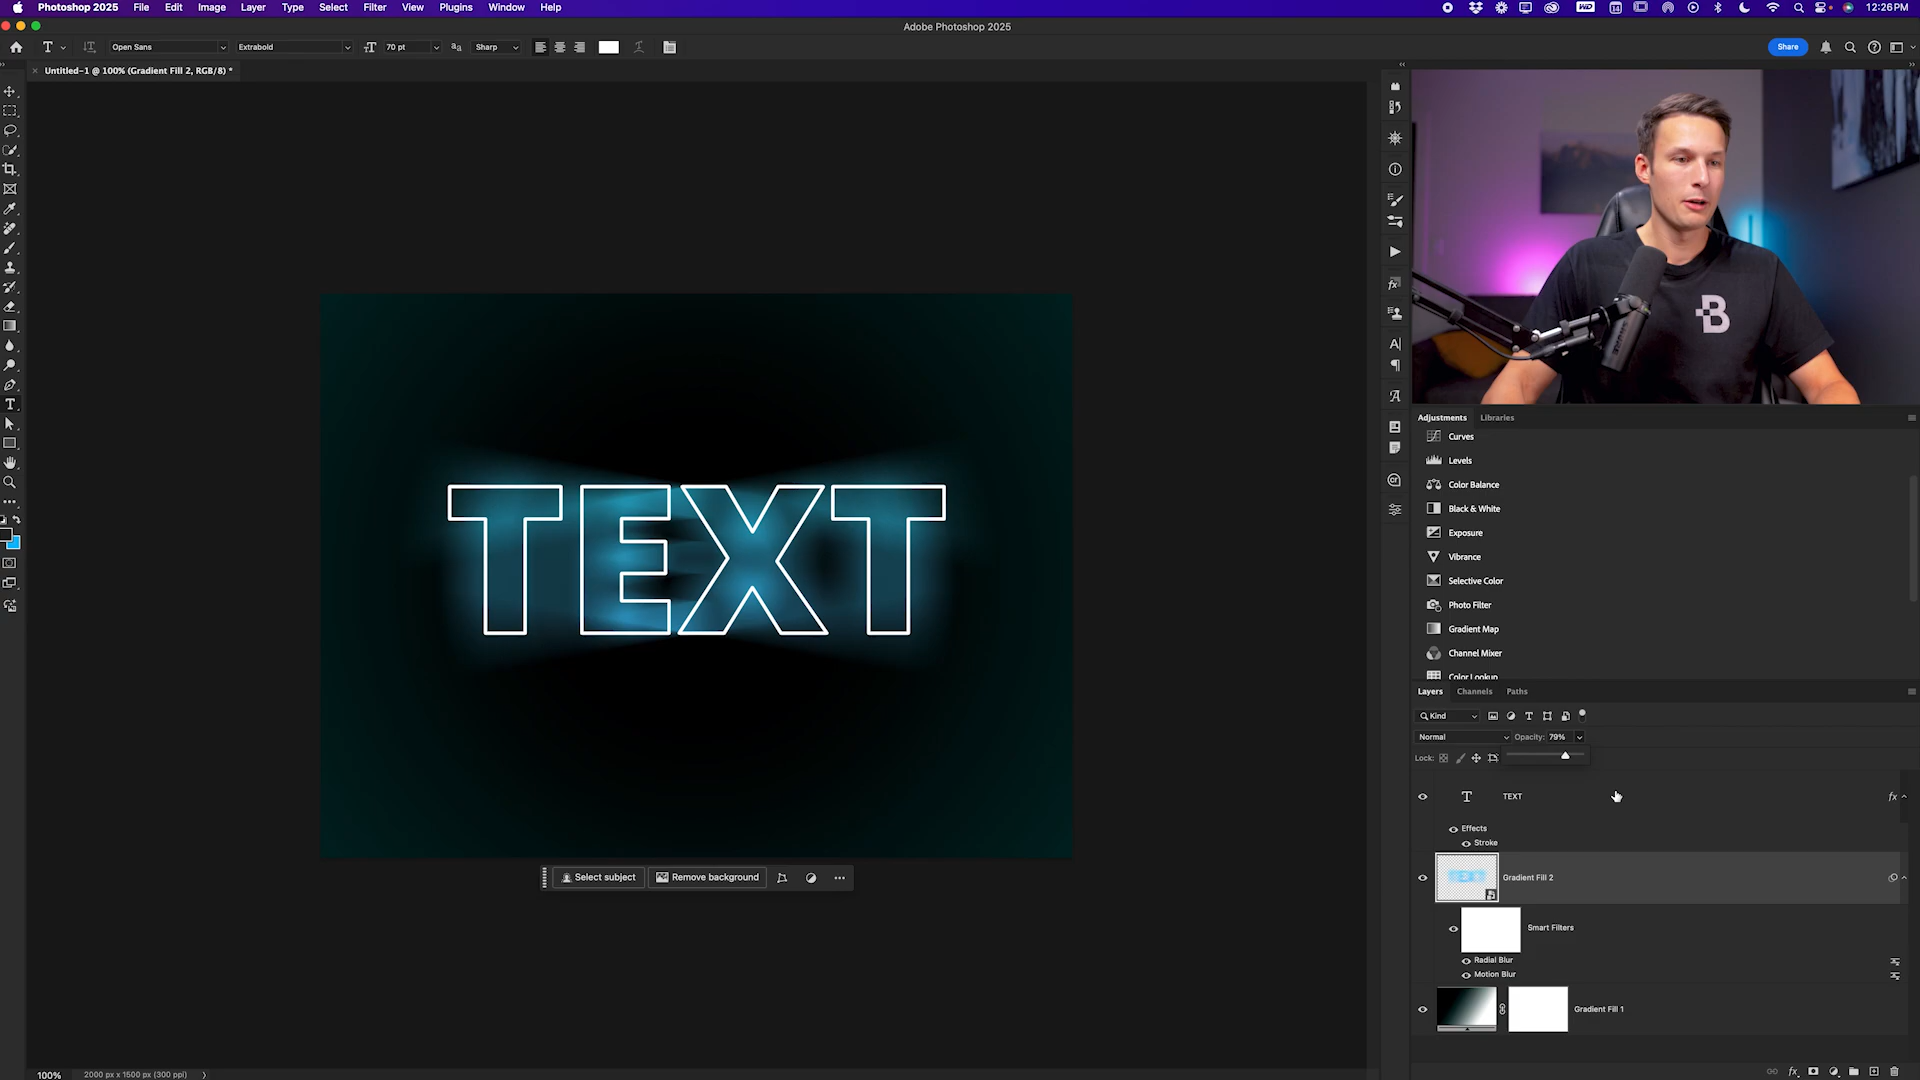 Photoshop 2025 File Edit Image Layer Type Select Filter View Plugins Window Help 12:26PM
Adobe Photoshop 2025
Open Sans Extrabold 70 pt Sharp Share
Untitled-1 @ 100% (Gradient Fill 2, RGB/8) *
TEXT
Select subject Remove background
Adjustments Libraries
Curves
Levels
Color Balance
Black & White
Exposure
Vibrance
Selective Color
Photo Filter
Gradient Map
Channel Mixer
Color Lookup
Layers Channels Paths
Kind
Normal Opacity: 79%
Lock:
TEXT fx
Effects
Stroke
Gradient Fill 2
Smart Filters
Radial Blur
Motion Blur
Gradient Fill 1
100% 2000 px x 1500 px (300 ppi)